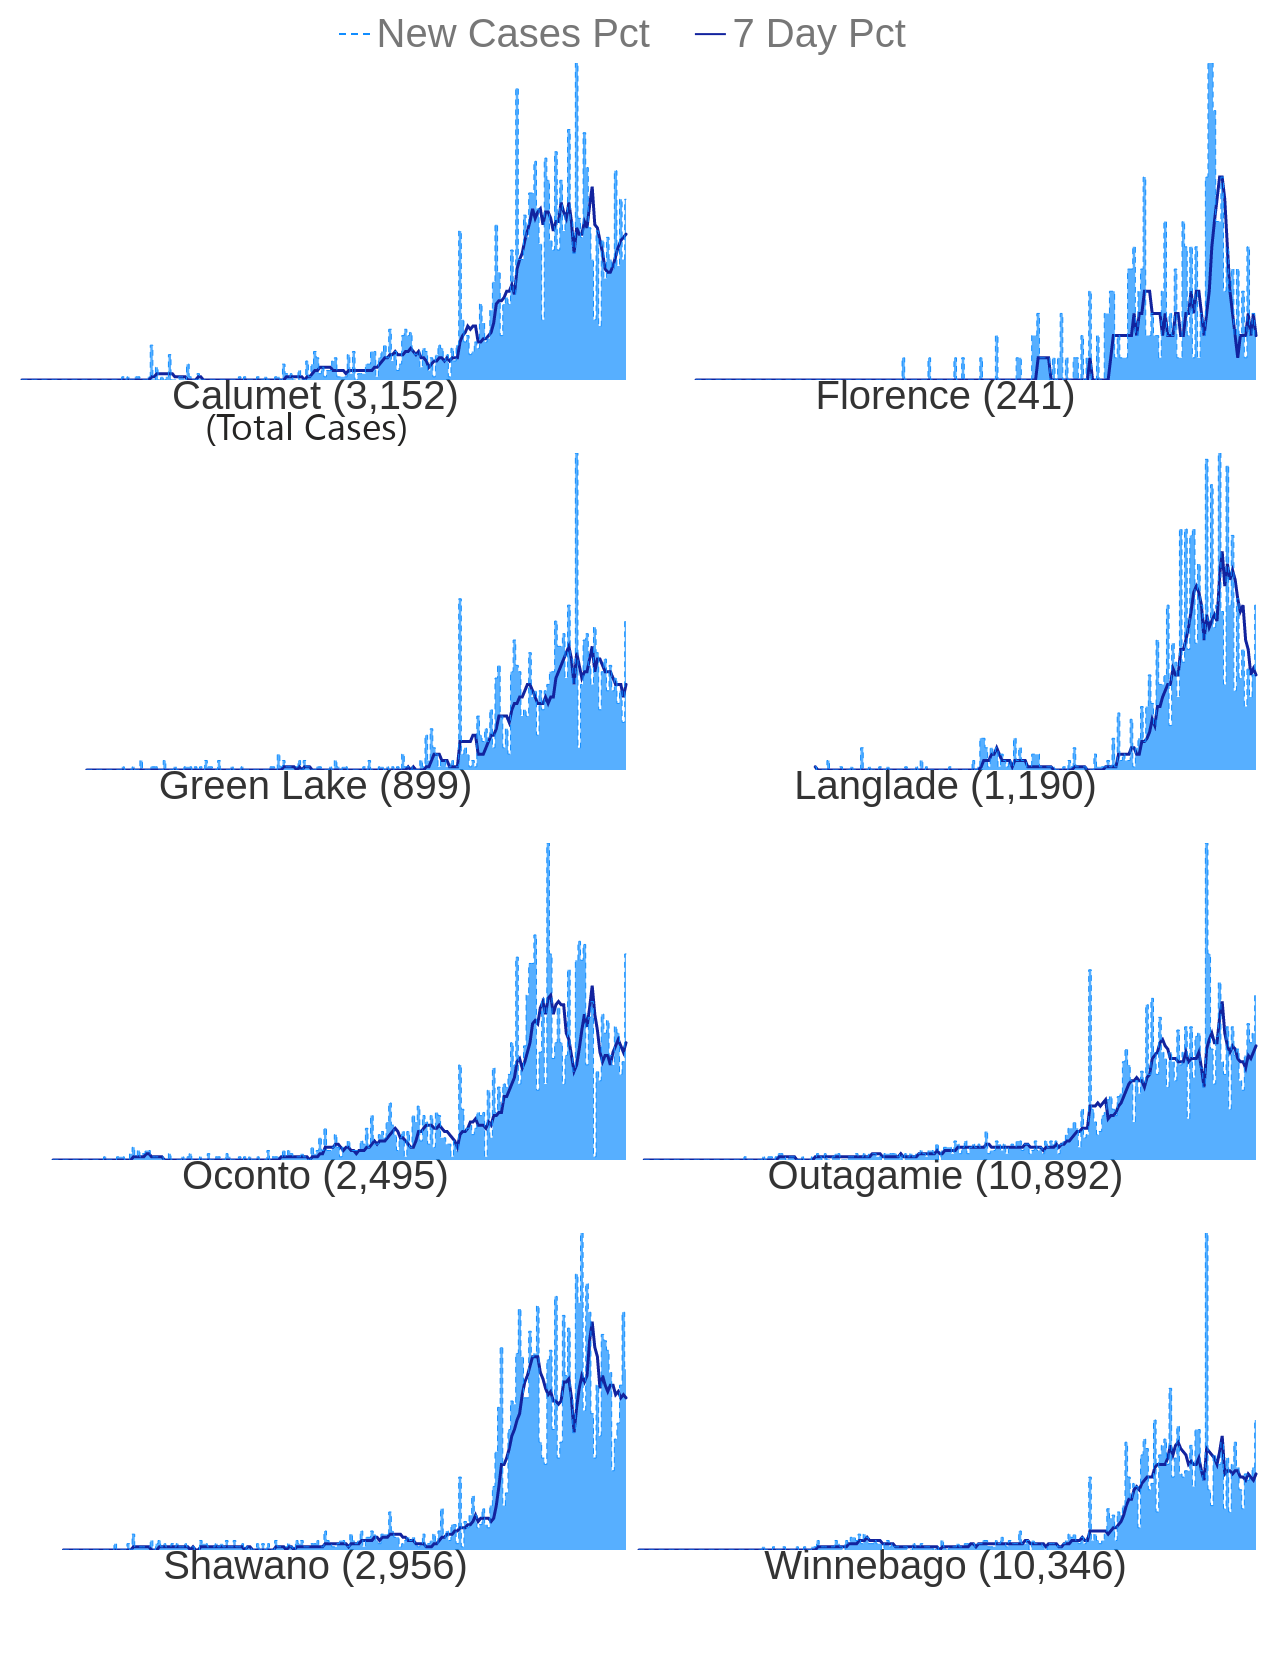 New Cases Pct 7 Day Pct
Calumet (3,152) Florence (241)
(Total Cases)
Green Lake (899) Langlade (1,190)
Oconto (2,495) Outagamie (10,892)
Shawano (2,956) Winnebago (10,346)